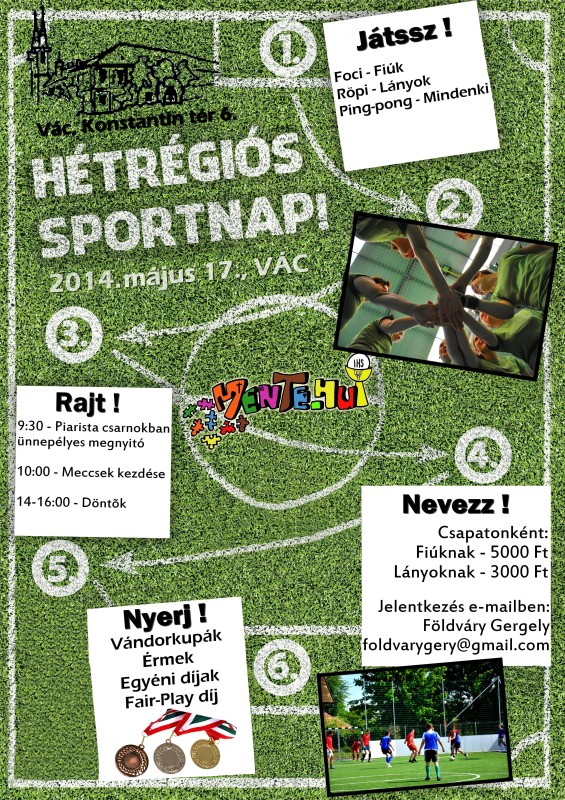 Vác, Konstantin tér 6.
HÉTRÉGIÓS
SPORTNAP!
2014.május 17., VÁC
1.
Játssz !
Foci - Fiúk
Röpi - Lányok
Ping-pong - Mindenki
2.
3.
IHS
MENTE.HU
Rajt !
9:30 - Piarista csarnokban
ünnepélyes megnyitó
10:00 - Meccsek kezdése
14-16:00 - Döntõk
4.
Nevezz !
Csapatonként:
Fiúknak - 5000 Ft
Lányoknak - 3000 Ft
Jelentkezés e-mailben:
Földváry Gergely
foldvarygery@gmail.com
5.
Nyerj !
Vándorkupák
Érmek
Egyéni díjak
Fair-Play díj
6.